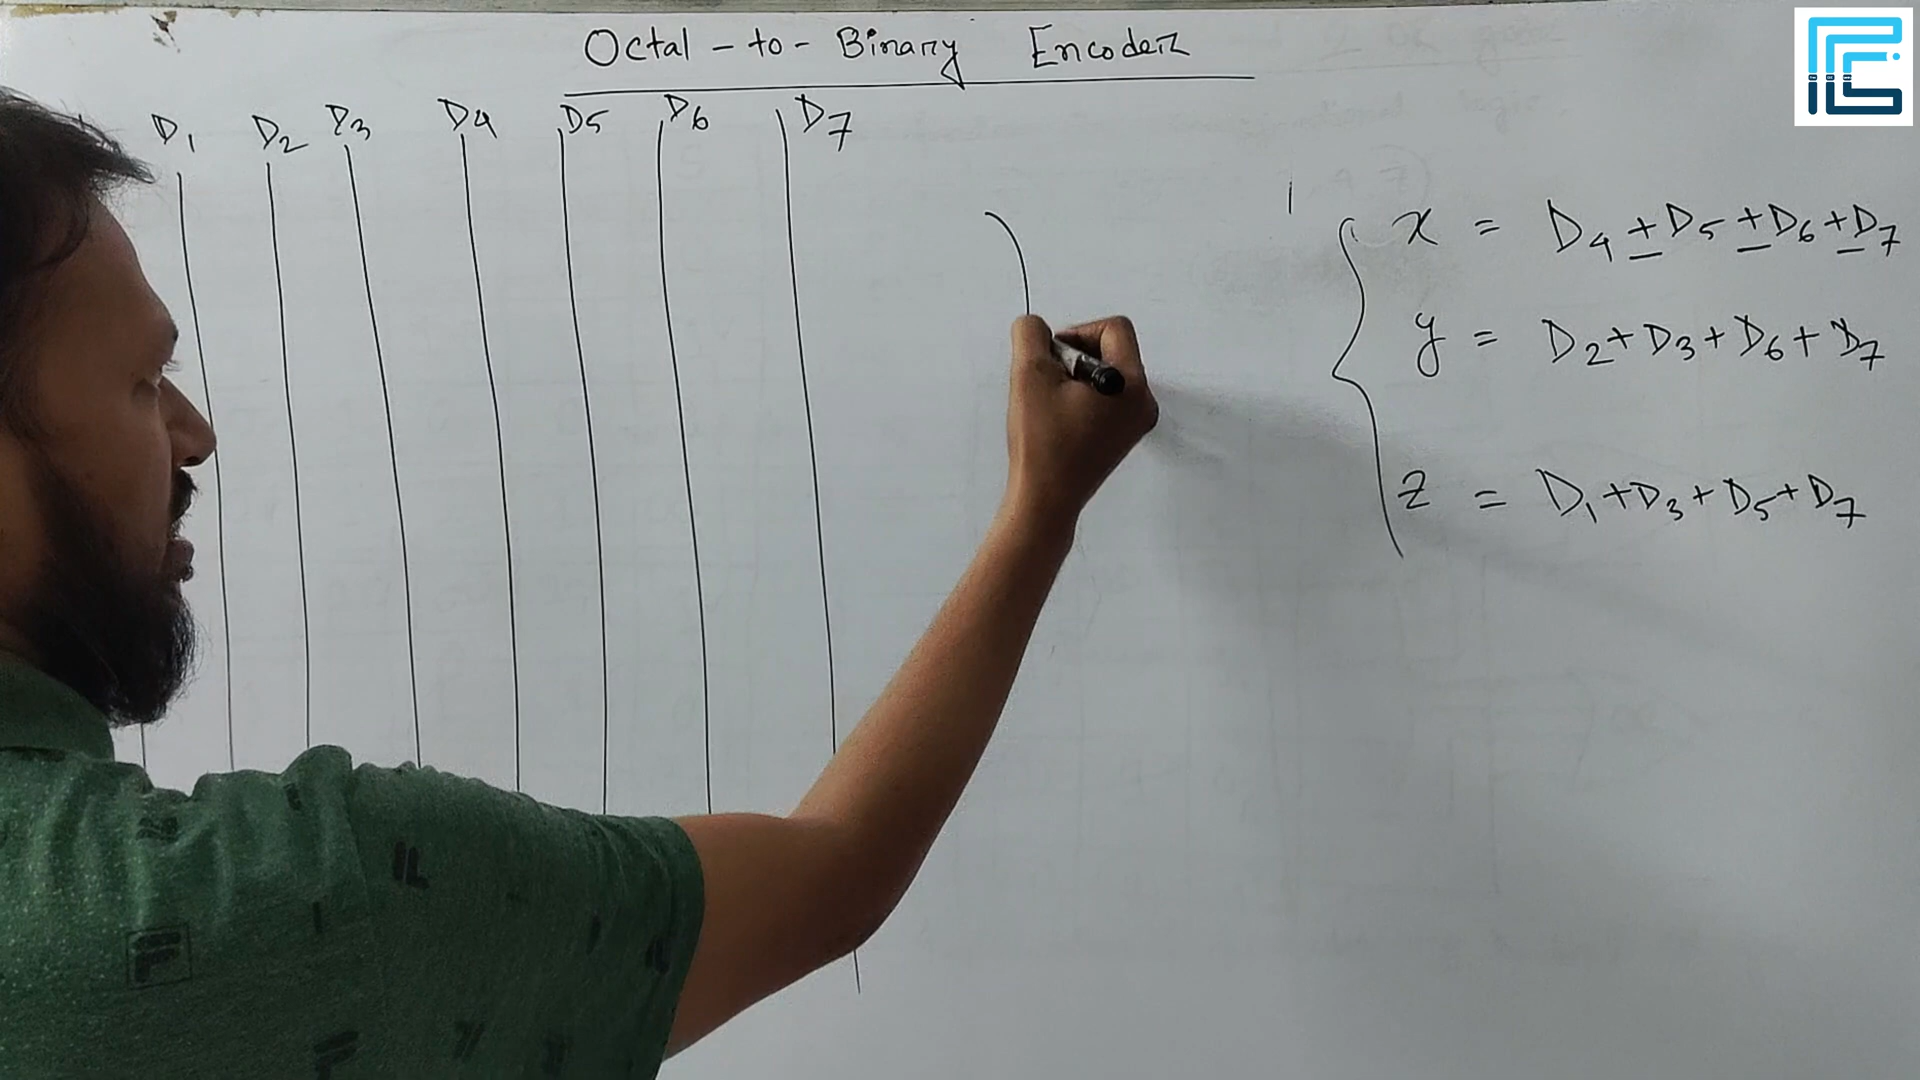 Octal-to-Binary Encoder
D1 D2 D3 D4 D5 D6 D7
x = D4+D5+D6+D7
y = D2+D3+D6+D7
z = D1+D3+D5+D7